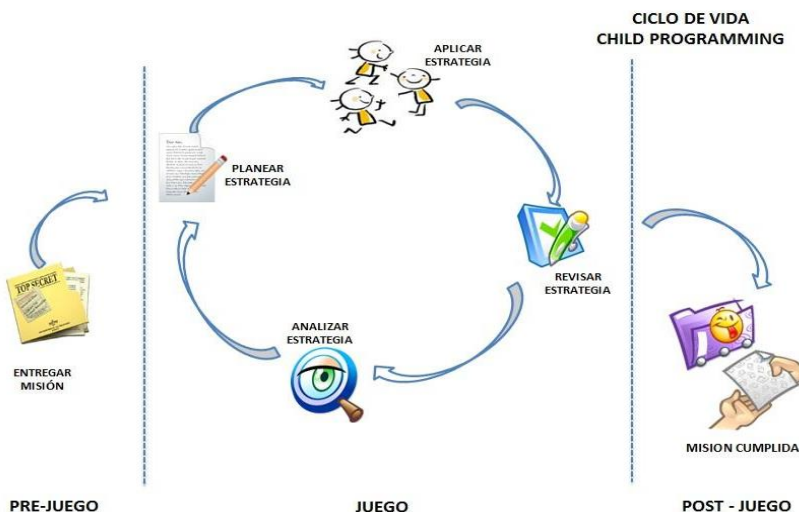 CICLO DE VIDA
CHILD PROGRAMMING
APLICAR
ESTRATEGIA
PLANEAR
ESTRATEGIA
TOP SECRET
REVISAR
ESTRATEGIA
ANALIZAR
ESTRATEGIA
ENTREGAR
MISIÓN
MISION CUMPLIDA
PRE-JUEGO
JUEGO
POST - JUEGO